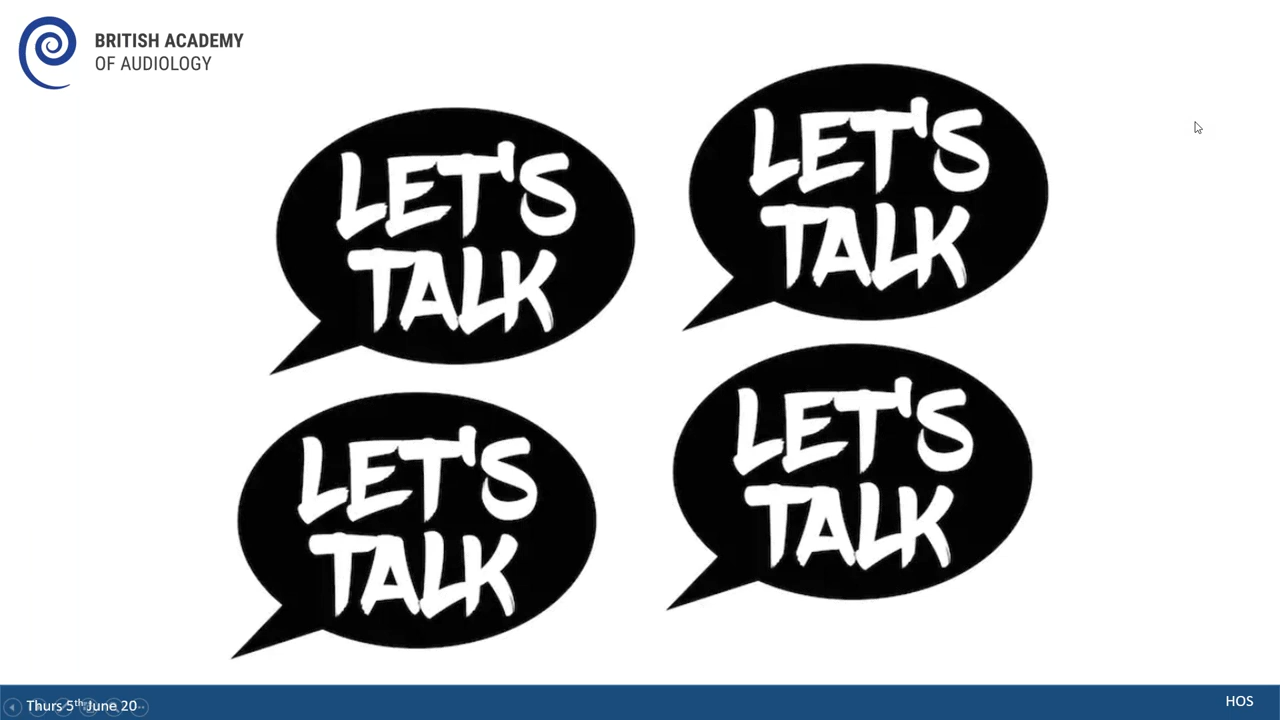 BRITISH ACADEMY
OF AUDIOLOGY
LET'S
TALK
LET'S
TALK
LET'S
TALK
LET'S
TALK
Thurs 5th June 20
HOS